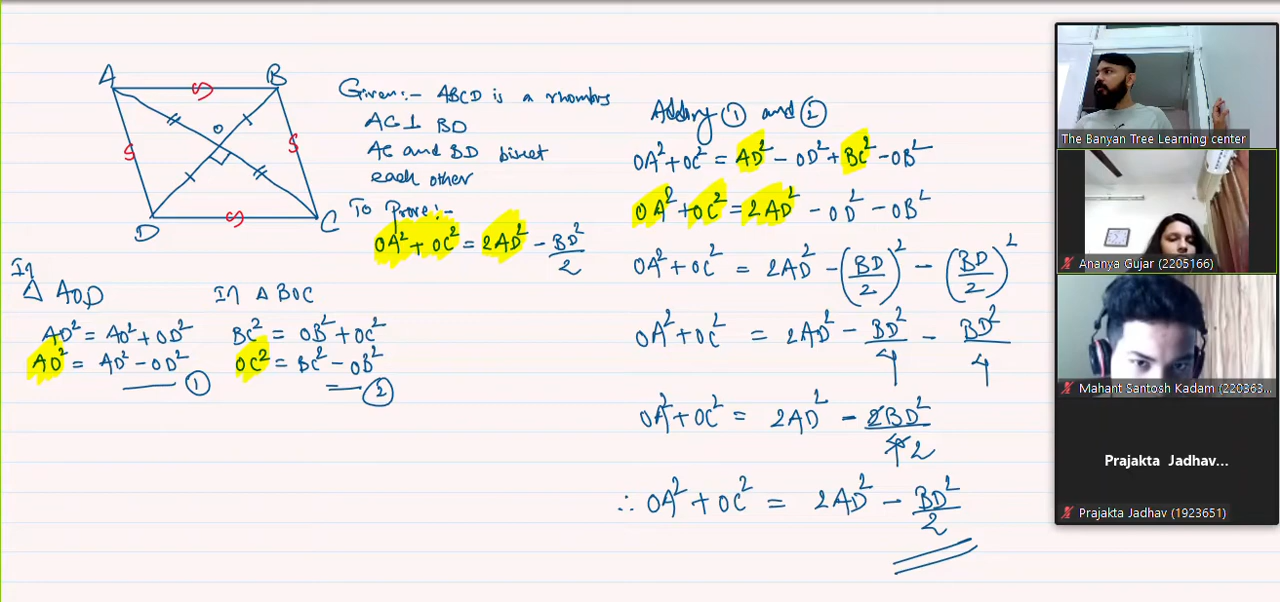 A
B
O
D
C
Given:- ABCD is a rhombus
AC⊥ BD
AC and BD bisect
each other
To Prove:-
OA² + OC² = 2AD² - BD²/2
In
Δ AOD
AD² = AO² + OD²
AO² = AD² - OD²
①
In Δ BOC
BC² = OB² + OC²
OC² = BC² - OB²
②
Adding ① and ②
OA² + OC² = AD² - OD² + BC² - OB²
OA² + OC² = 2AD² - OD² - OB²
OA² + OC² = 2AD² - (BD/2)² - (BD/2)²
OA² + OC² = 2AD² - BD²/4 - BD²/4
OA² + OC² = 2AD² - 2BD²/4 2
∴ OA² + OC² = 2AD² - BD²/2
The Banyan Tree Learning center
Ananya Gujar (2205166)
Mahant Santosh Kadam (220363...
Prajakta Jadhav...
Prajakta Jadhav (1923651)